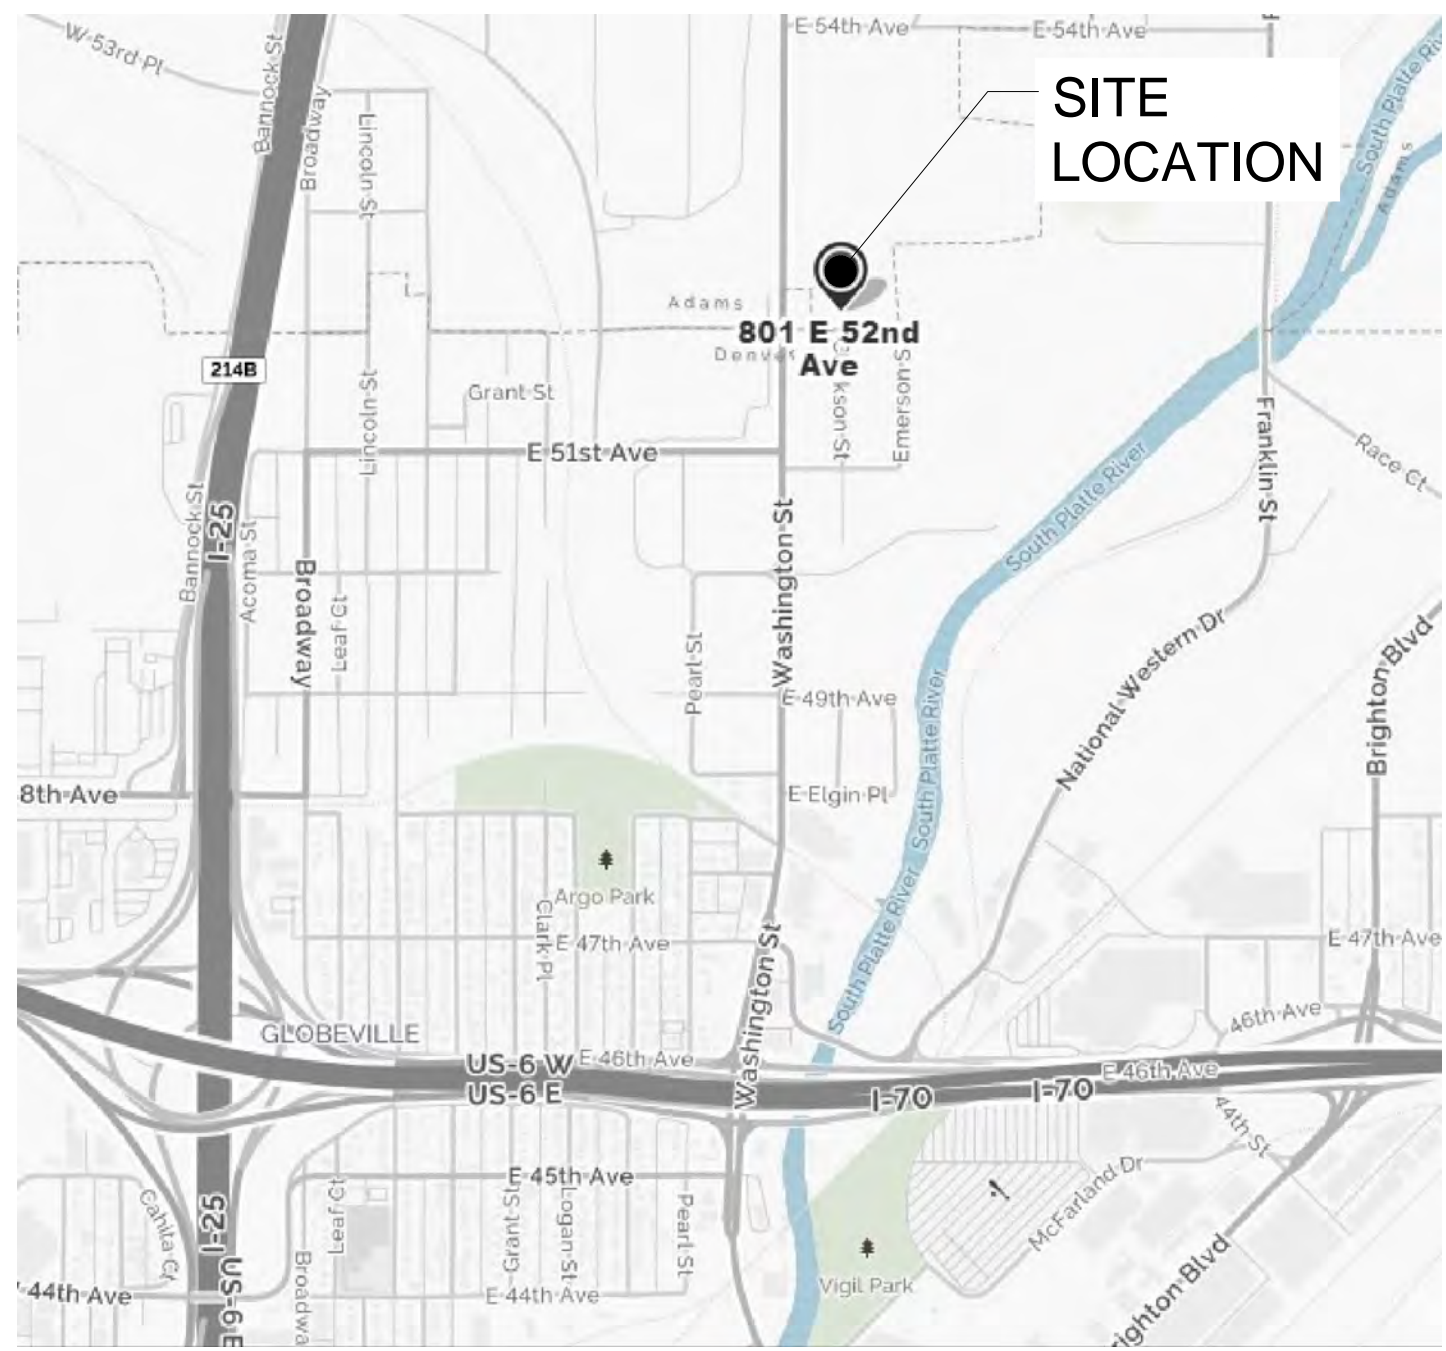 E 54th Ave
E 54th Ave
W 53rd Pl
Bannock St
Broadway
Lincoln St
SITE
LOCATION
South Platte River
Adams
Adams
801 E 52nd
Ave
214B
Lincoln St
Grant St
Emerson S
kson St
E 51st Ave
Franklin St
Race Ct
South Platte River
Bannock St
I-25
Acoma St
Broadway
Leaf Ct
Washington St
Pearl St
E 49th Ave
South Platte River
National Western Dr
Brighton Blvd
8th Ave
E Elgin Pl
South Platte River
Argo Park
Clark Pl
E 47th Ave
Washington St
South Platte River
E 47th Ave
46th Ave
GLOBEVILLE
US-6 W
E 46th Ave
US-6 E
I-70
I-70
E 46th Ave
44th St
E 45th Ave
McFarland Dr
Cahita Ct
I-25
US-6 E
Leaf Ct
Broadwa
Grant St
Logan St
Pearl St
Vigil Park
44th Ave
E 44th Ave
righton Blvd